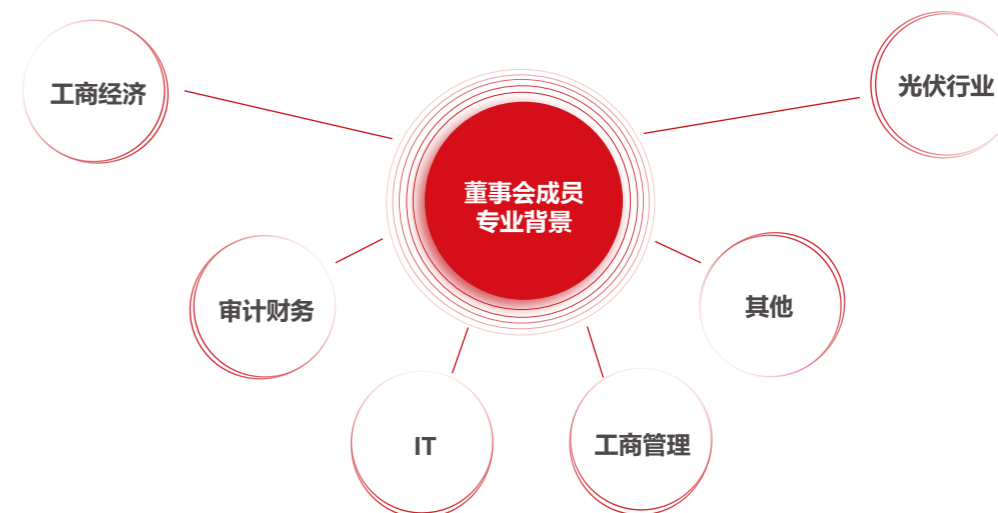 工商经济
光伏行业
董事会成员
专业背景
审计财务
其他
IT
工商管理